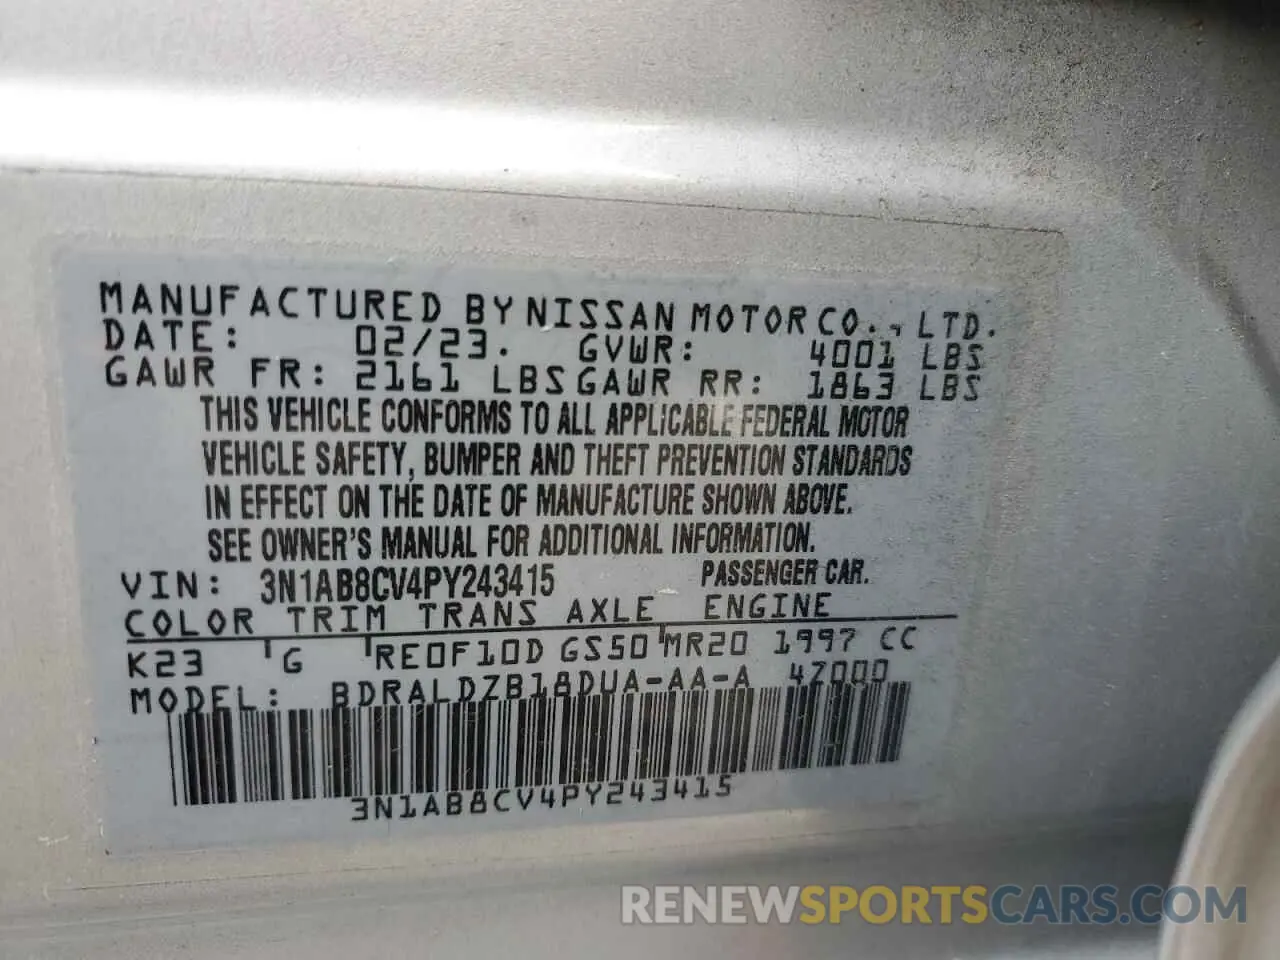 MANUFACTURED BY NISSAN MOTOR CO., LTD.
DATE: 02/23. GVWR: 4001 LBS
GAWR FR: 2161 LBS GAWR RR: 1863 LBS
THIS VEHICLE CONFORMS TO ALL APPLICABLE FEDERAL MOTOR
VEHICLE SAFETY, BUMPER AND THEFT PREVENTION STANDARDS
IN EFFECT ON THE DATE OF MANUFACTURE SHOWN ABOVE.
SEE OWNER'S MANUAL FOR ADDITIONAL INFORMATION.
VIN: 3N1AB8CV4PY243415 PASSENGER CAR.
COLOR TRIM TRANS AXLE ENGINE
K23 G RE0F10D GS50 MR20 1997 CC
MODEL: BDRALDZB18DUA-AA-A 4Z000
3N1AB8CV4PY243415
RENEWSPORTSCARS.COM